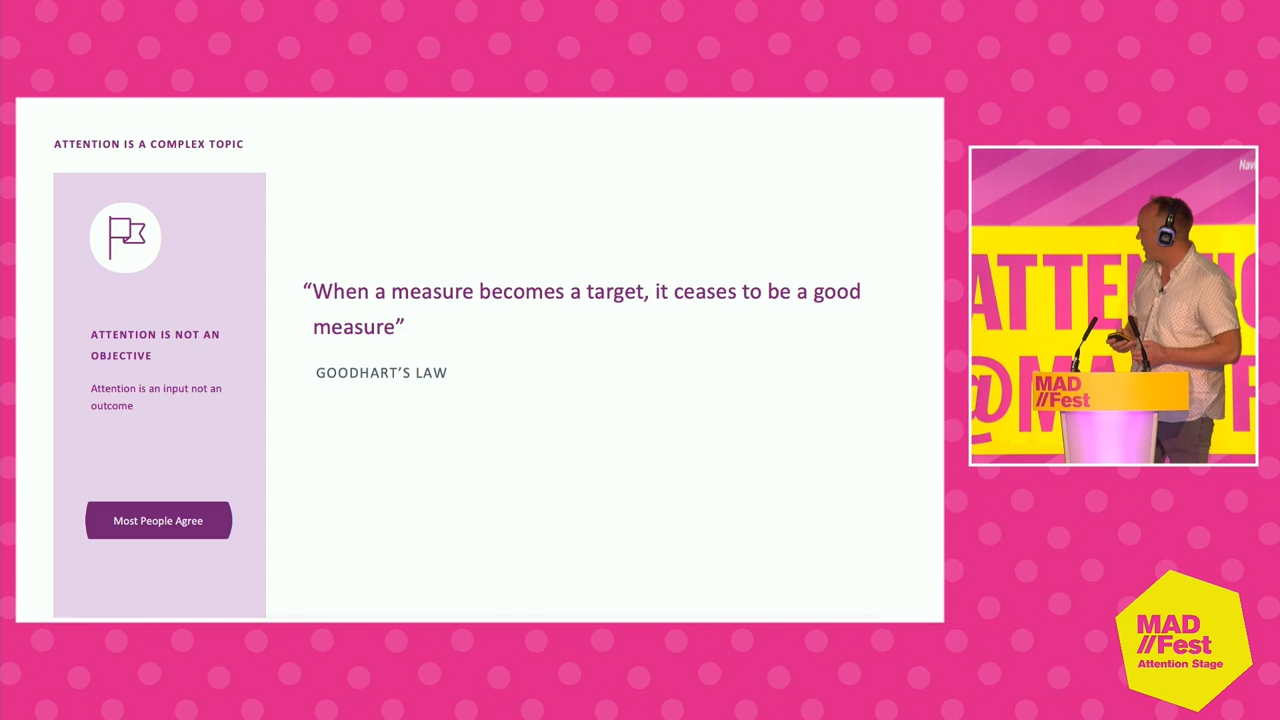 ATTENTION IS A COMPLEX TOPIC
ATTENTION IS NOT AN
OBJECTIVE
Attention is an input not an
outcome
Most People Agree
“When a measure becomes a target, it ceases to be a good
measure”
GOODHART’S LAW
MAD
//Fest
MAD
//Fest
Attention Stage